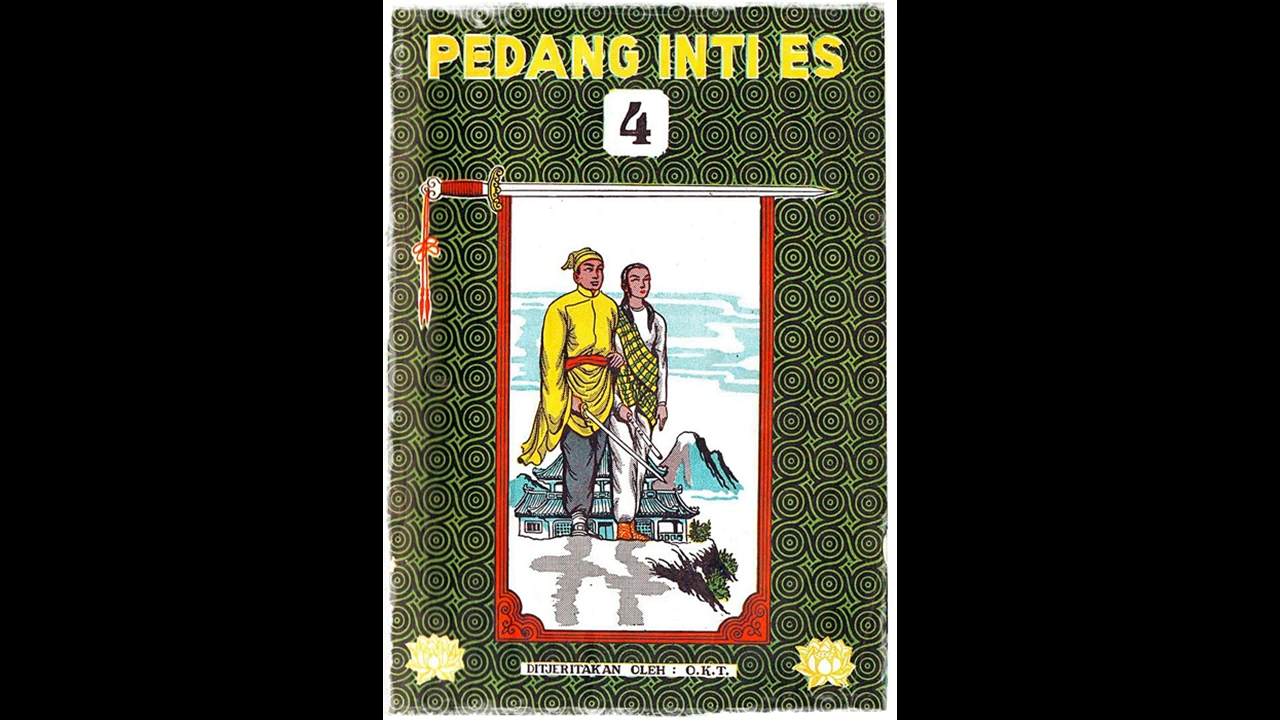 PEDANG INTI ES
4
DITJERITAKAN OLEH : O.K.T.